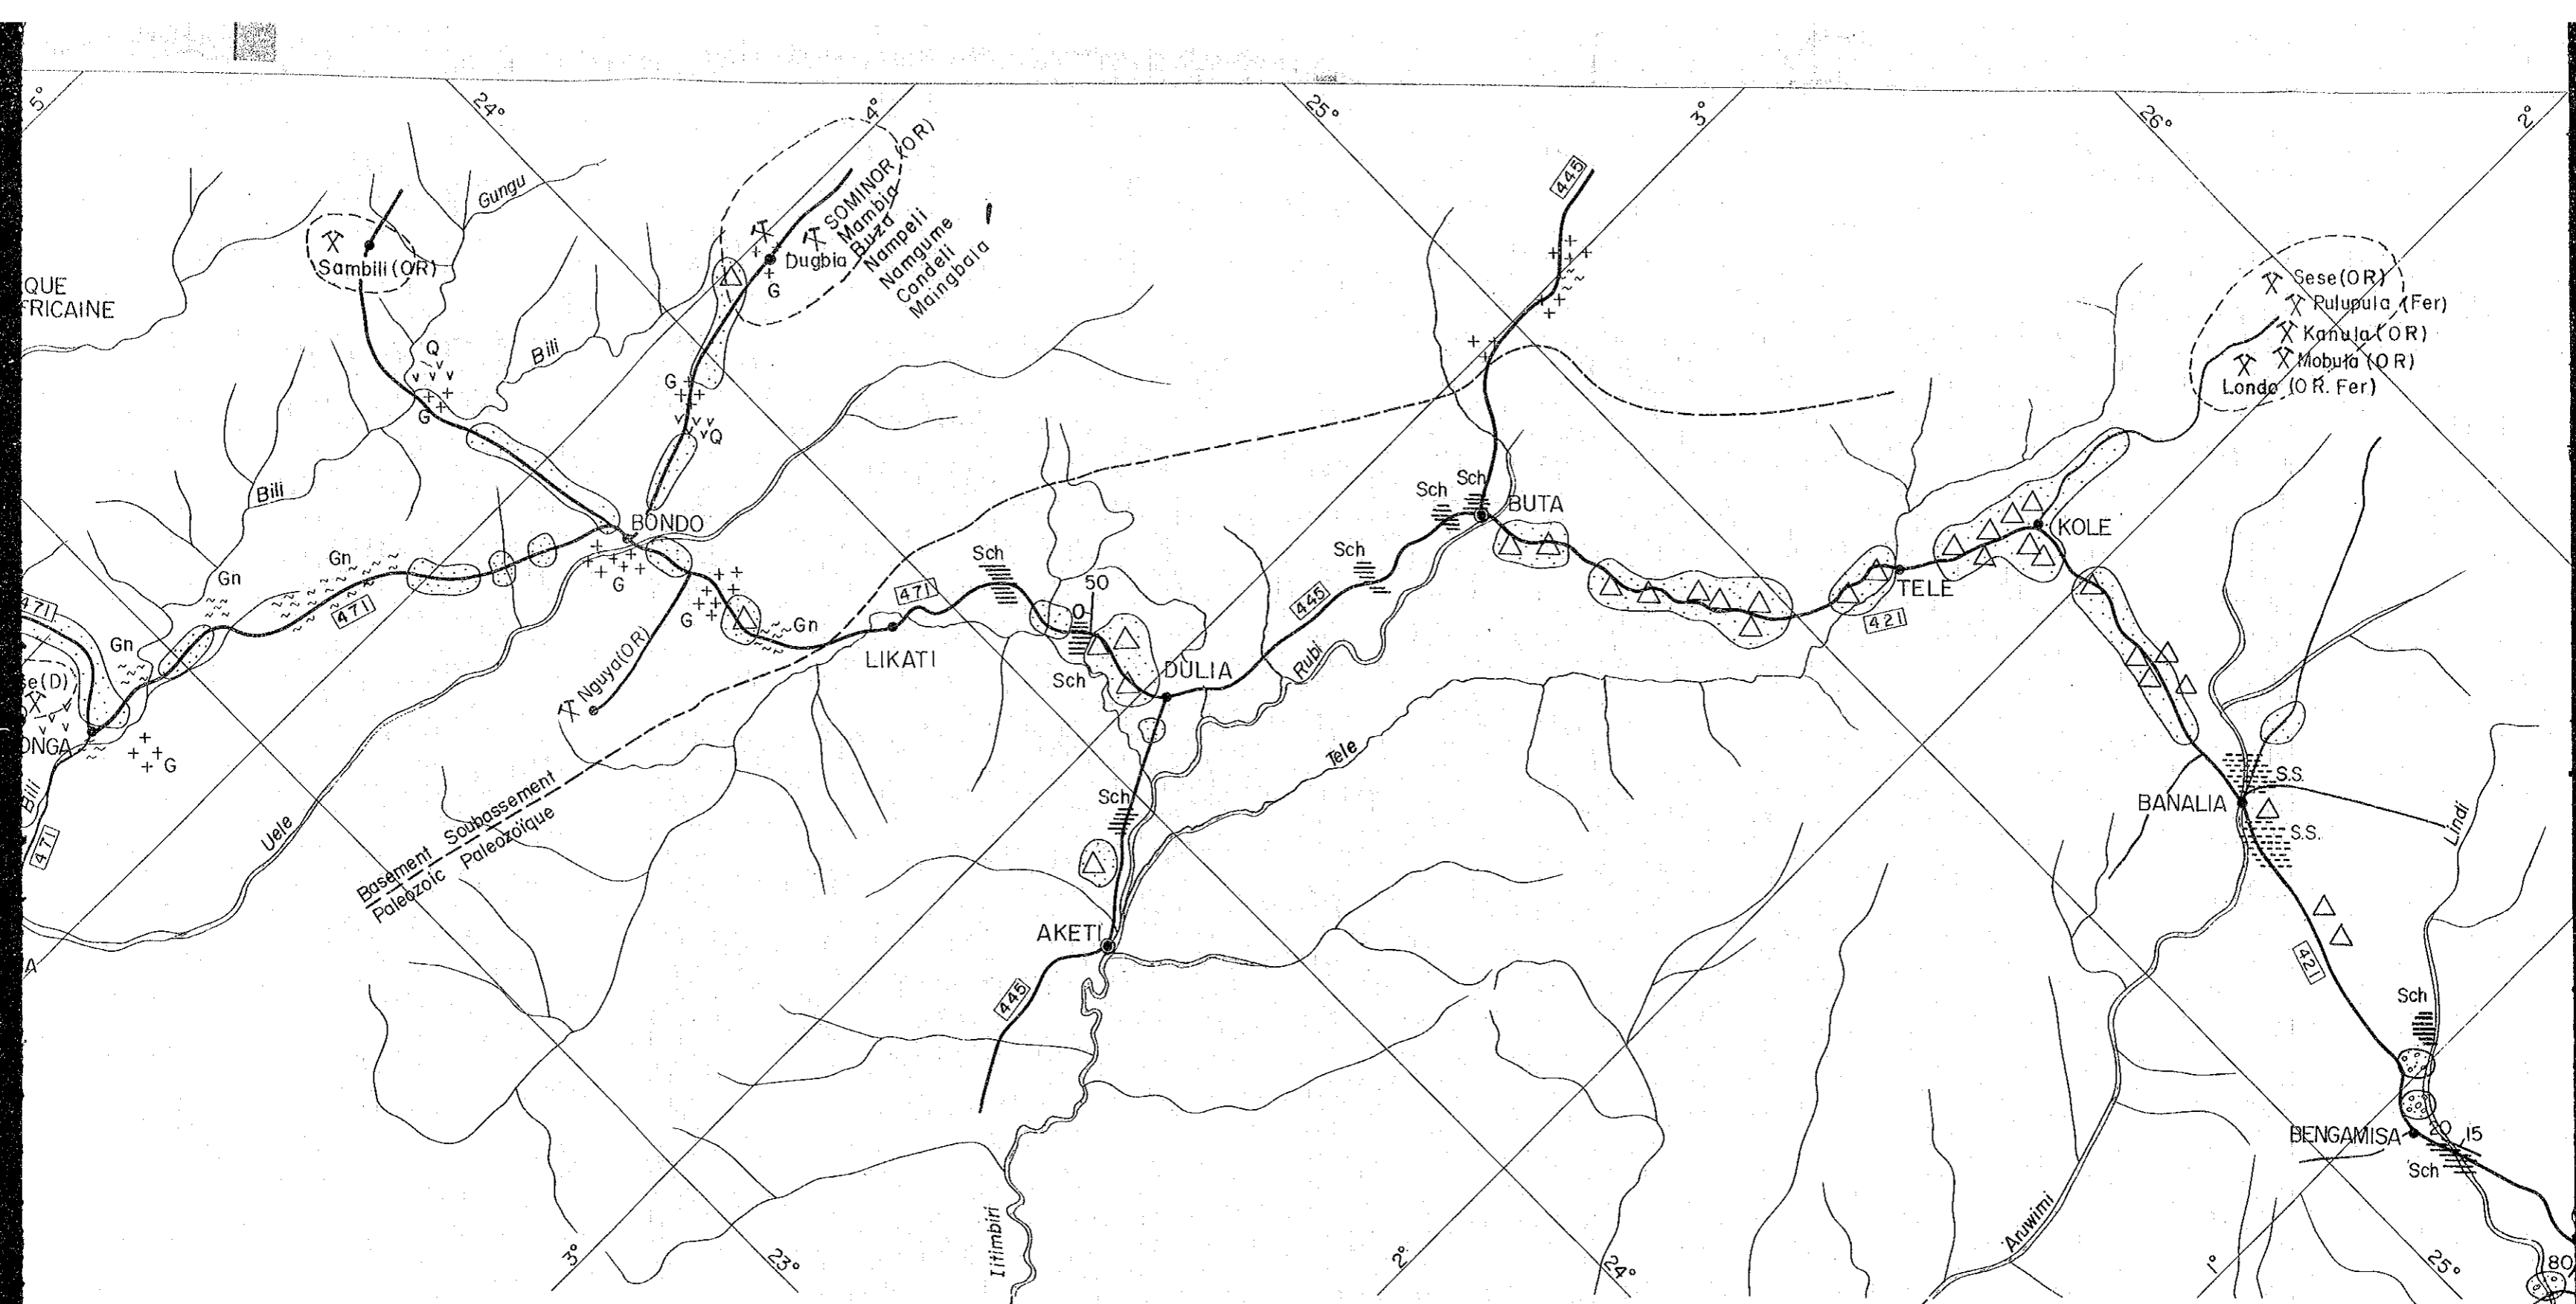 5°
24°
4°
25°
3°
26°
2°
Gungu
SOMINOR (OR)
Mambia
Buza
Nampeli
Namgume
Condeli
Maingbala
Dugbia
G
445
Sambili (OR)
QUE
FRICAINE
Sese (OR)
Pulupula (Fer)
Kanula (OR)
Mobula (OR)
Londo (OR. Fer)
Q
Bili
G
G
Q
Bili
BONDO
Sch
Sch
BUTA
KOLE
Gn
Gn
471
471
G
Sch
50
0
Sch
471
445
TELE
421
Gn
G
Gn
LIKATI
Nguya (OR)
Sch
DULIA
Rubi
se (D)
ONGA
G
Bili
471
Tele
Sch
S.S.
BANALIA
S.S.
Lindi
Uele
Basement Soubassement
Paleozoic Paleozoïque
AKETI
A
445
421
Sch
BENGAMISA
20
15
Sch
Iitimbiri
Aruwimi
3°
23°
2°
24°
1°
25°
80